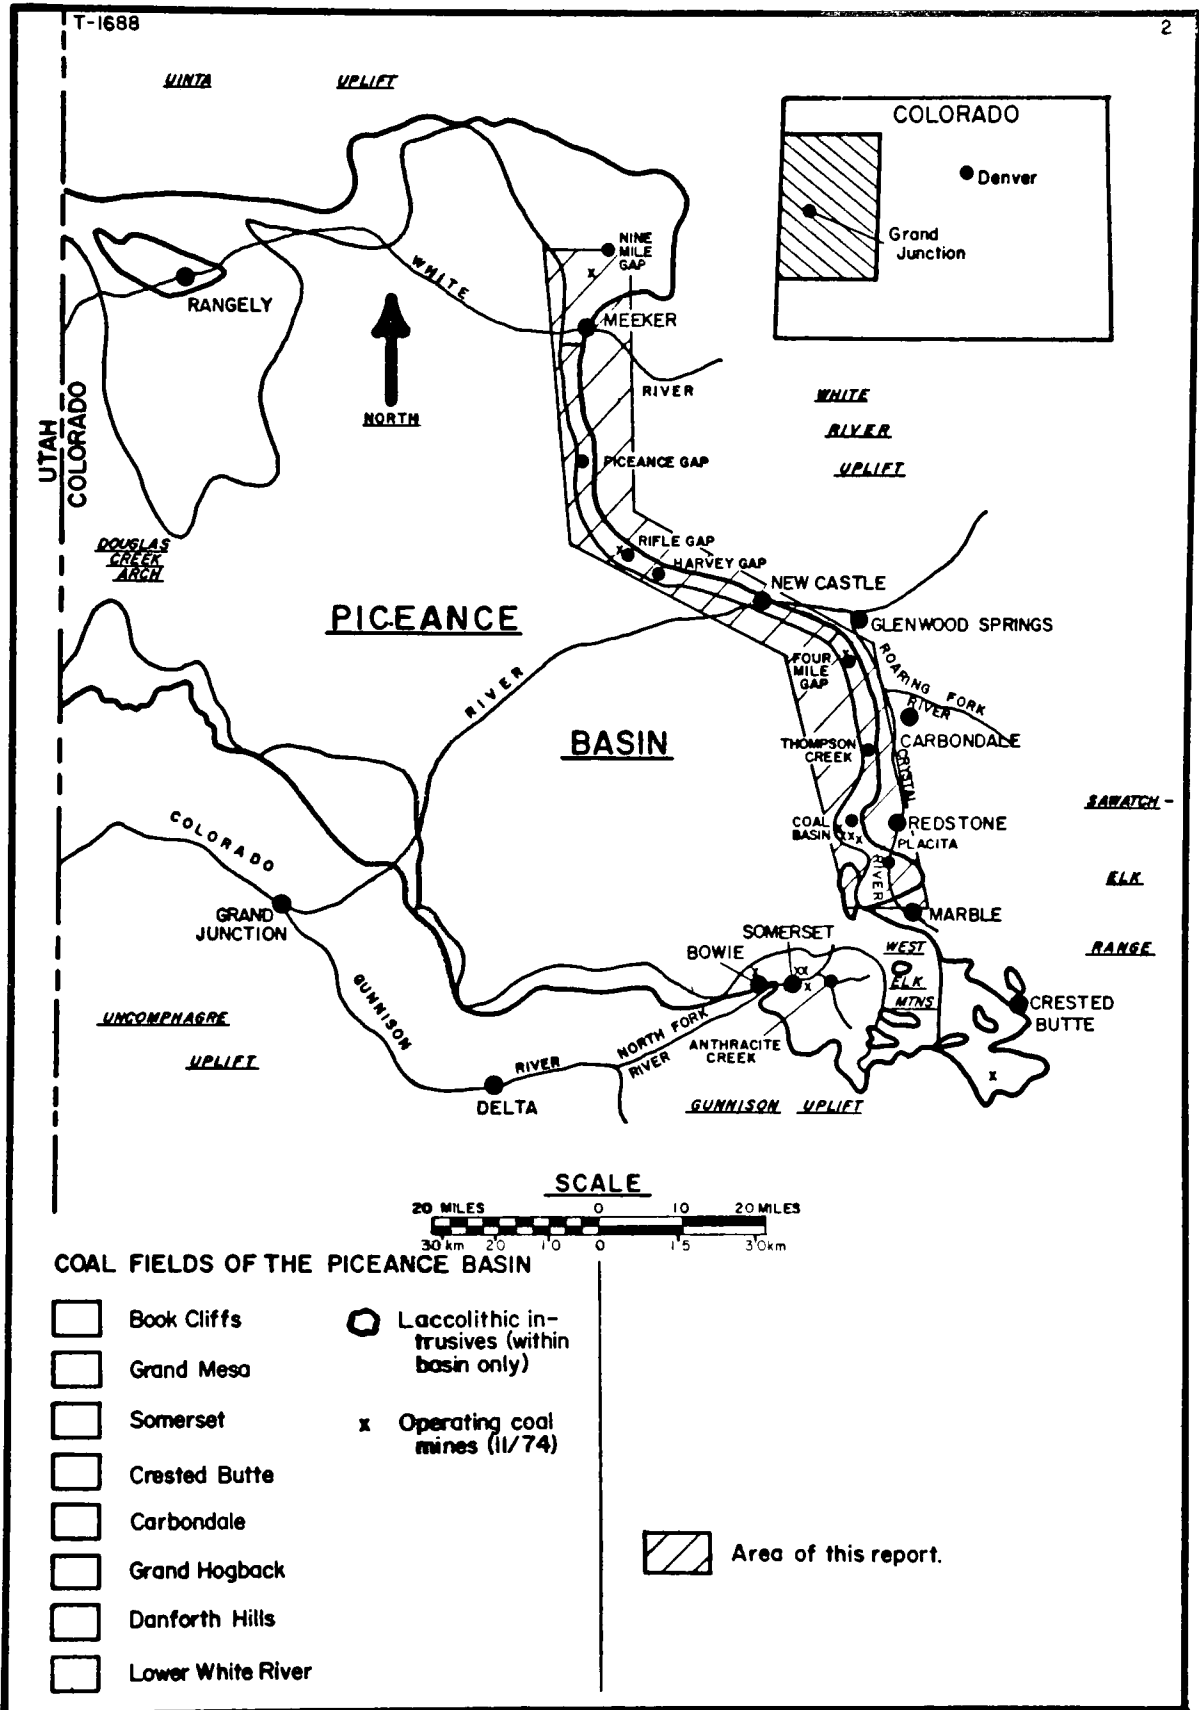 T-1688
2
UINTA UPLIFT
COLORADO
Denver
Grand
Junction
NINE
MILE
GAP
x
WHITE
RANGELY
MEEKER
RIVER
NORTH
WHITE
RIVER
UPLIFT
UTAH
COLORADO
PICEANCE GAP
DOUGLAS
CREEK
ARCH
x
RIFLE GAP
HARVEY GAP
NEW CASTLE
PICEANCE
GLENWOOD SPRINGS
FOUR
MILE
GAP
x
ROARING FORK
RIVER
RIVER
BASIN
THOMPSON
CREEK
CARBONDALE
CRYSTAL
RIVER
SAWATCH-
ELK
RANGE
COLORADO
COAL
BASIN
x x x
REDSTONE
PLACITA
GRAND
JUNCTION
MARBLE
SOMERSET
BOWIE
x
xx
x
WEST
ELK
MTNS
CRESTED
BUTTE
GUNNISON
UNCOMPHAGRE
UPLIFT
NORTH FORK
RIVER
ANTHRACITE
CREEK
RIVER
DELTA
x
GUNNISON UPLIFT
SCALE
20 MILES 0 10 20 MILES
30 km 20 10 0 15 30km
COAL FIELDS OF THE PICEANCE BASIN
Book Cliffs
Grand Mesa
Somerset
Crested Butte
Carbondale
Grand Hogback
Danforth Hills
Lower White River
Laccolithic in-
trusives (within
basin only)
x Operating coal
mines (11/74)
Area of this report.